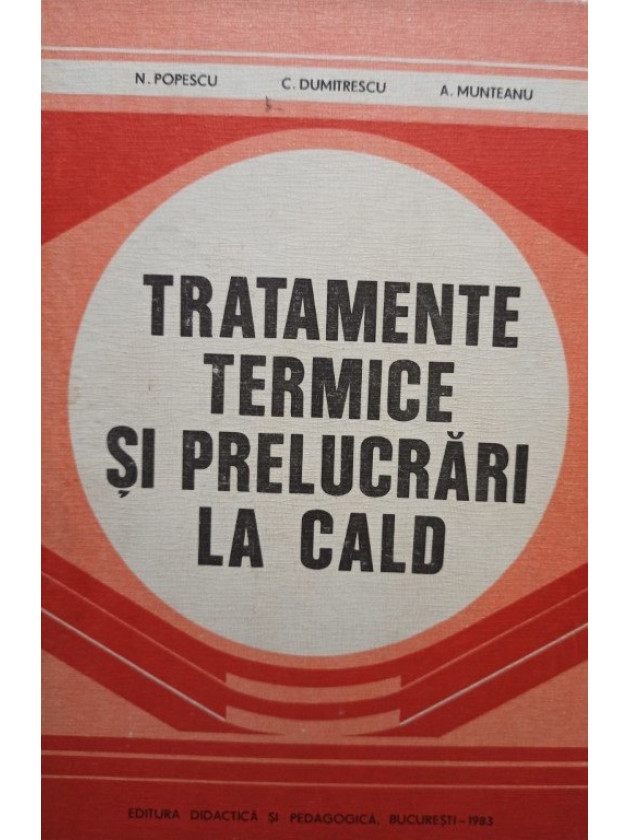 N. POPESCU C. DUMITRESCU A. MUNTEANU
TRATAMENTE
TERMICE
ȘI PRELUCRĂRI
LA CALD
EDITURA DIDACTICĂ ȘI PEDAGOGICĂ, BUCUREȘTI-1983